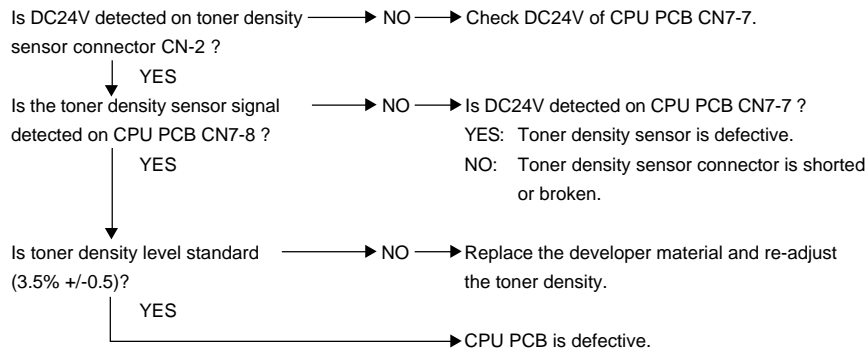 Is DC24V detected on toner density NO Check DC24V of CPU PCB CN7-7.
sensor connector CN-2 ?
YES
Is the toner density sensor signal NO Is DC24V detected on CPU PCB CN7-7 ?
detected on CPU PCB CN7-8 ? YES: Toner density sensor is defective.
YES NO: Toner density sensor connector is shorted
or broken.
Is toner density level standard NO Replace the developer material and re-adjust
(3.5% +/-0.5)? the toner density.
YES
CPU PCB is defective.